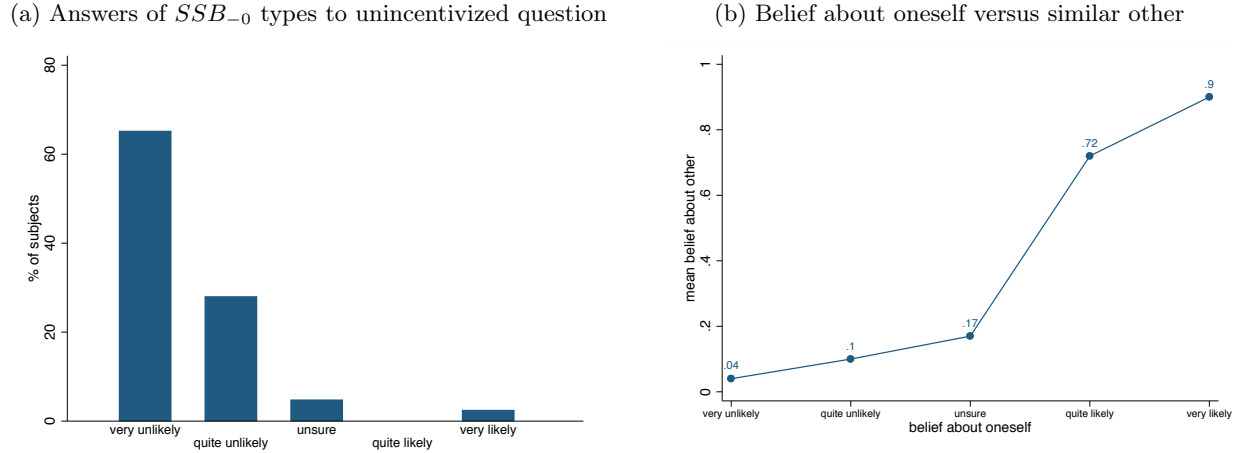 (a) Answers of SSB₋₀ types to unincentivized question
80
60
40
20
0
% of subjects
very unlikely
quite unlikely
unsure
quite likely
very likely
(b) Belief about oneself versus similar other
1
.8
.6
.4
.2
0
mean belief about other
.04
.1
.17
.72
.9
very unlikely
quite unlikely
unsure
quite likely
very likely
belief about oneself